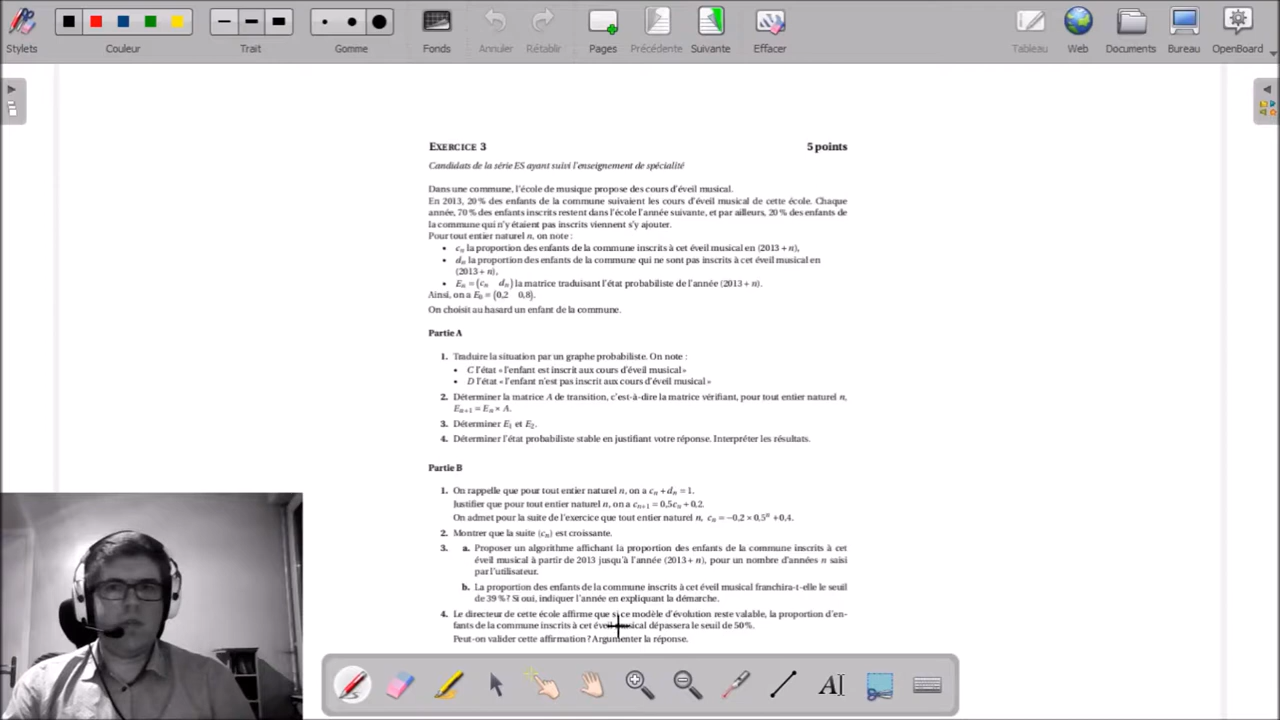 Stylets
Couleur
Trait
Gomme
Fonds
Annuler
Rétablir
Pages
Précédente
Suivante
Effacer
Tableau
Web
Documents
Bureau
OpenBoard
EXERCICE 3 5 points
Candidats de la série ES ayant suivi l'enseignement de spécialité
Dans une commune, l'école de musique propose des cours d'éveil musical.
En 2013, 20 % des enfants de la commune suivaient les cours d'éveil musical de cette école. Chaque
année, 70 % des enfants inscrits restent dans l'école l'année suivante, et par ailleurs, 20 % des enfants de
la commune qui n'y étaient pas inscrits viennent s'y ajouter.
Pour tout entier naturel n, on note :
• cn la proportion des enfants de la commune inscrits à cet éveil musical en (2013 + n),
• dn la proportion des enfants de la commune qui ne sont pas inscrits à cet éveil musical en
(2013 + n),
• En = (cn dn) la matrice traduisant l'état probabiliste de l'année (2013 + n).
Ainsi, on a E0 = (0,2 0,8).
On choisit au hasard un enfant de la commune.
Partie A
1. Traduire la situation par un graphe probabiliste. On note :
• C l'état « l'enfant est inscrit aux cours d'éveil musical »
• D l'état « l'enfant n'est pas inscrit aux cours d'éveil musical »
2. Déterminer la matrice A de transition, c'est-à-dire la matrice vérifiant, pour tout entier naturel n,
En+1 = En × A.
3. Déterminer E1 et E2.
4. Déterminer l'état probabiliste stable en justifiant votre réponse. Interpréter les résultats.
Partie B
1. On rappelle que pour tout entier naturel n, on a cn + dn = 1.
Justifier que pour tout entier naturel n, on a cn+1 = 0,5cn + 0,2.
On admet pour la suite de l'exercice que tout entier naturel n, cn = −0,2 × 0,5ⁿ + 0,4.
2. Montrer que la suite (cn) est croissante.
3. a. Proposer un algorithme affichant la proportion des enfants de la commune inscrits à cet
éveil musical à partir de 2013 jusqu'à l'année (2013 + n), pour un nombre d'années n saisi
par l'utilisateur.
b. La proportion des enfants de la commune inscrits à cet éveil musical franchira-t-elle le seuil
de 39 % ? Si oui, indiquer l'année en expliquant la démarche.
4. Le directeur de cette école affirme que si ce modèle d'évolution reste valable, la proportion d'en-
fants de la commune inscrits à cet éveil musical dépassera le seuil de 50 %.
Peut-on valider cette affirmation ? Argumenter la réponse.
AI